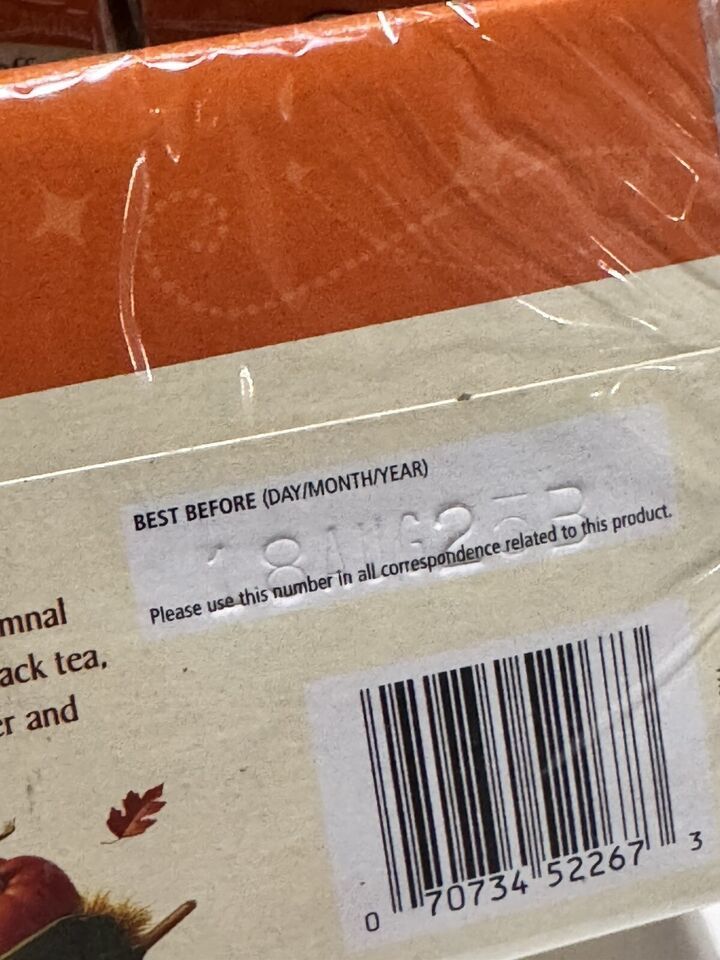 BEST BEFORE (DAY/MONTH/YEAR)
18AUG25B
Please use this number in all correspondence related to this product.
mnal
ack tea,
er and
0 70734 52267 3